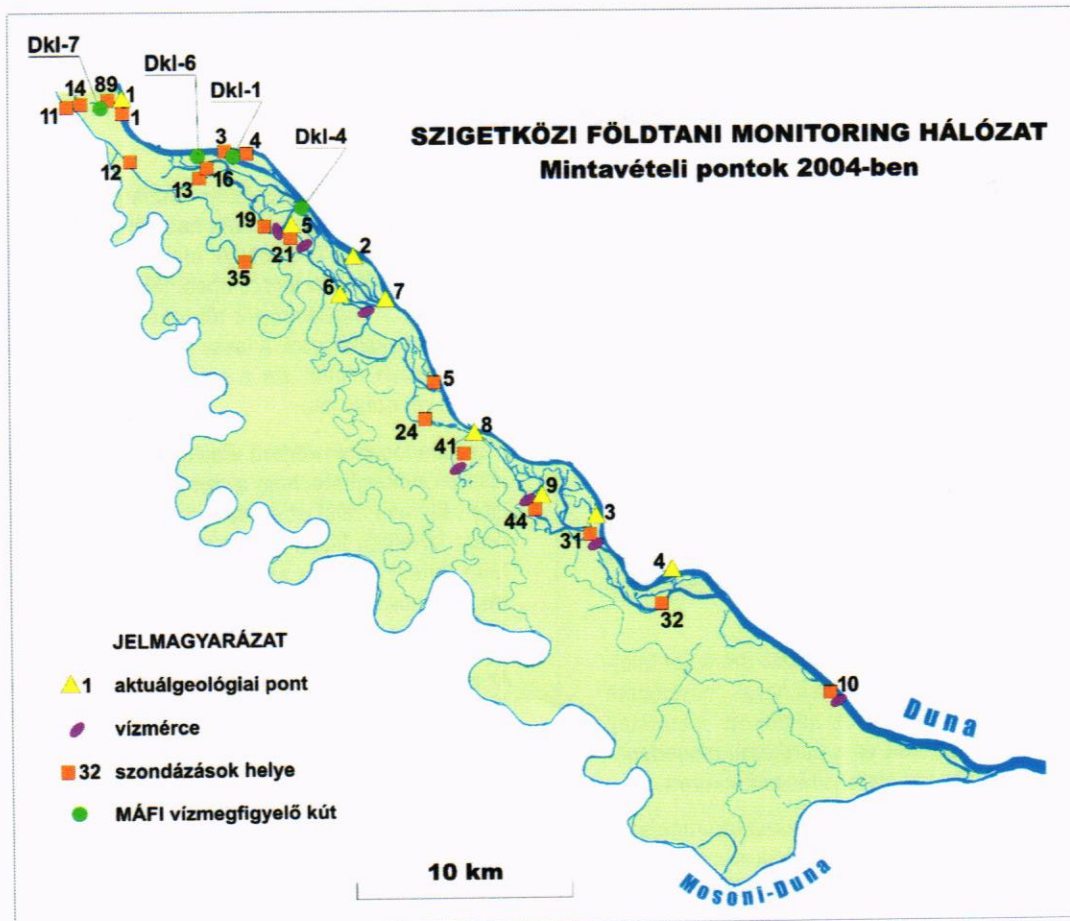 Dkl-7
Dkl-6
Dkl-1
Dkl-4
SZIGETKÖZI FÖLDTANI MONITORING HÁLÓZAT
Mintavételi pontok 2004-ben
14 89 1
11 1
3 4
12
13 16
19 5
21
35
2
6 7
5
24
8
41
9
44
3
31
4
32
10
Duna
Mosoni-Duna
JELMAGYARÁZAT
1 aktuálgeológiai pont
vízmérce
32 szondázások helye
MÁFI vízmegfigyelő kút
10 km